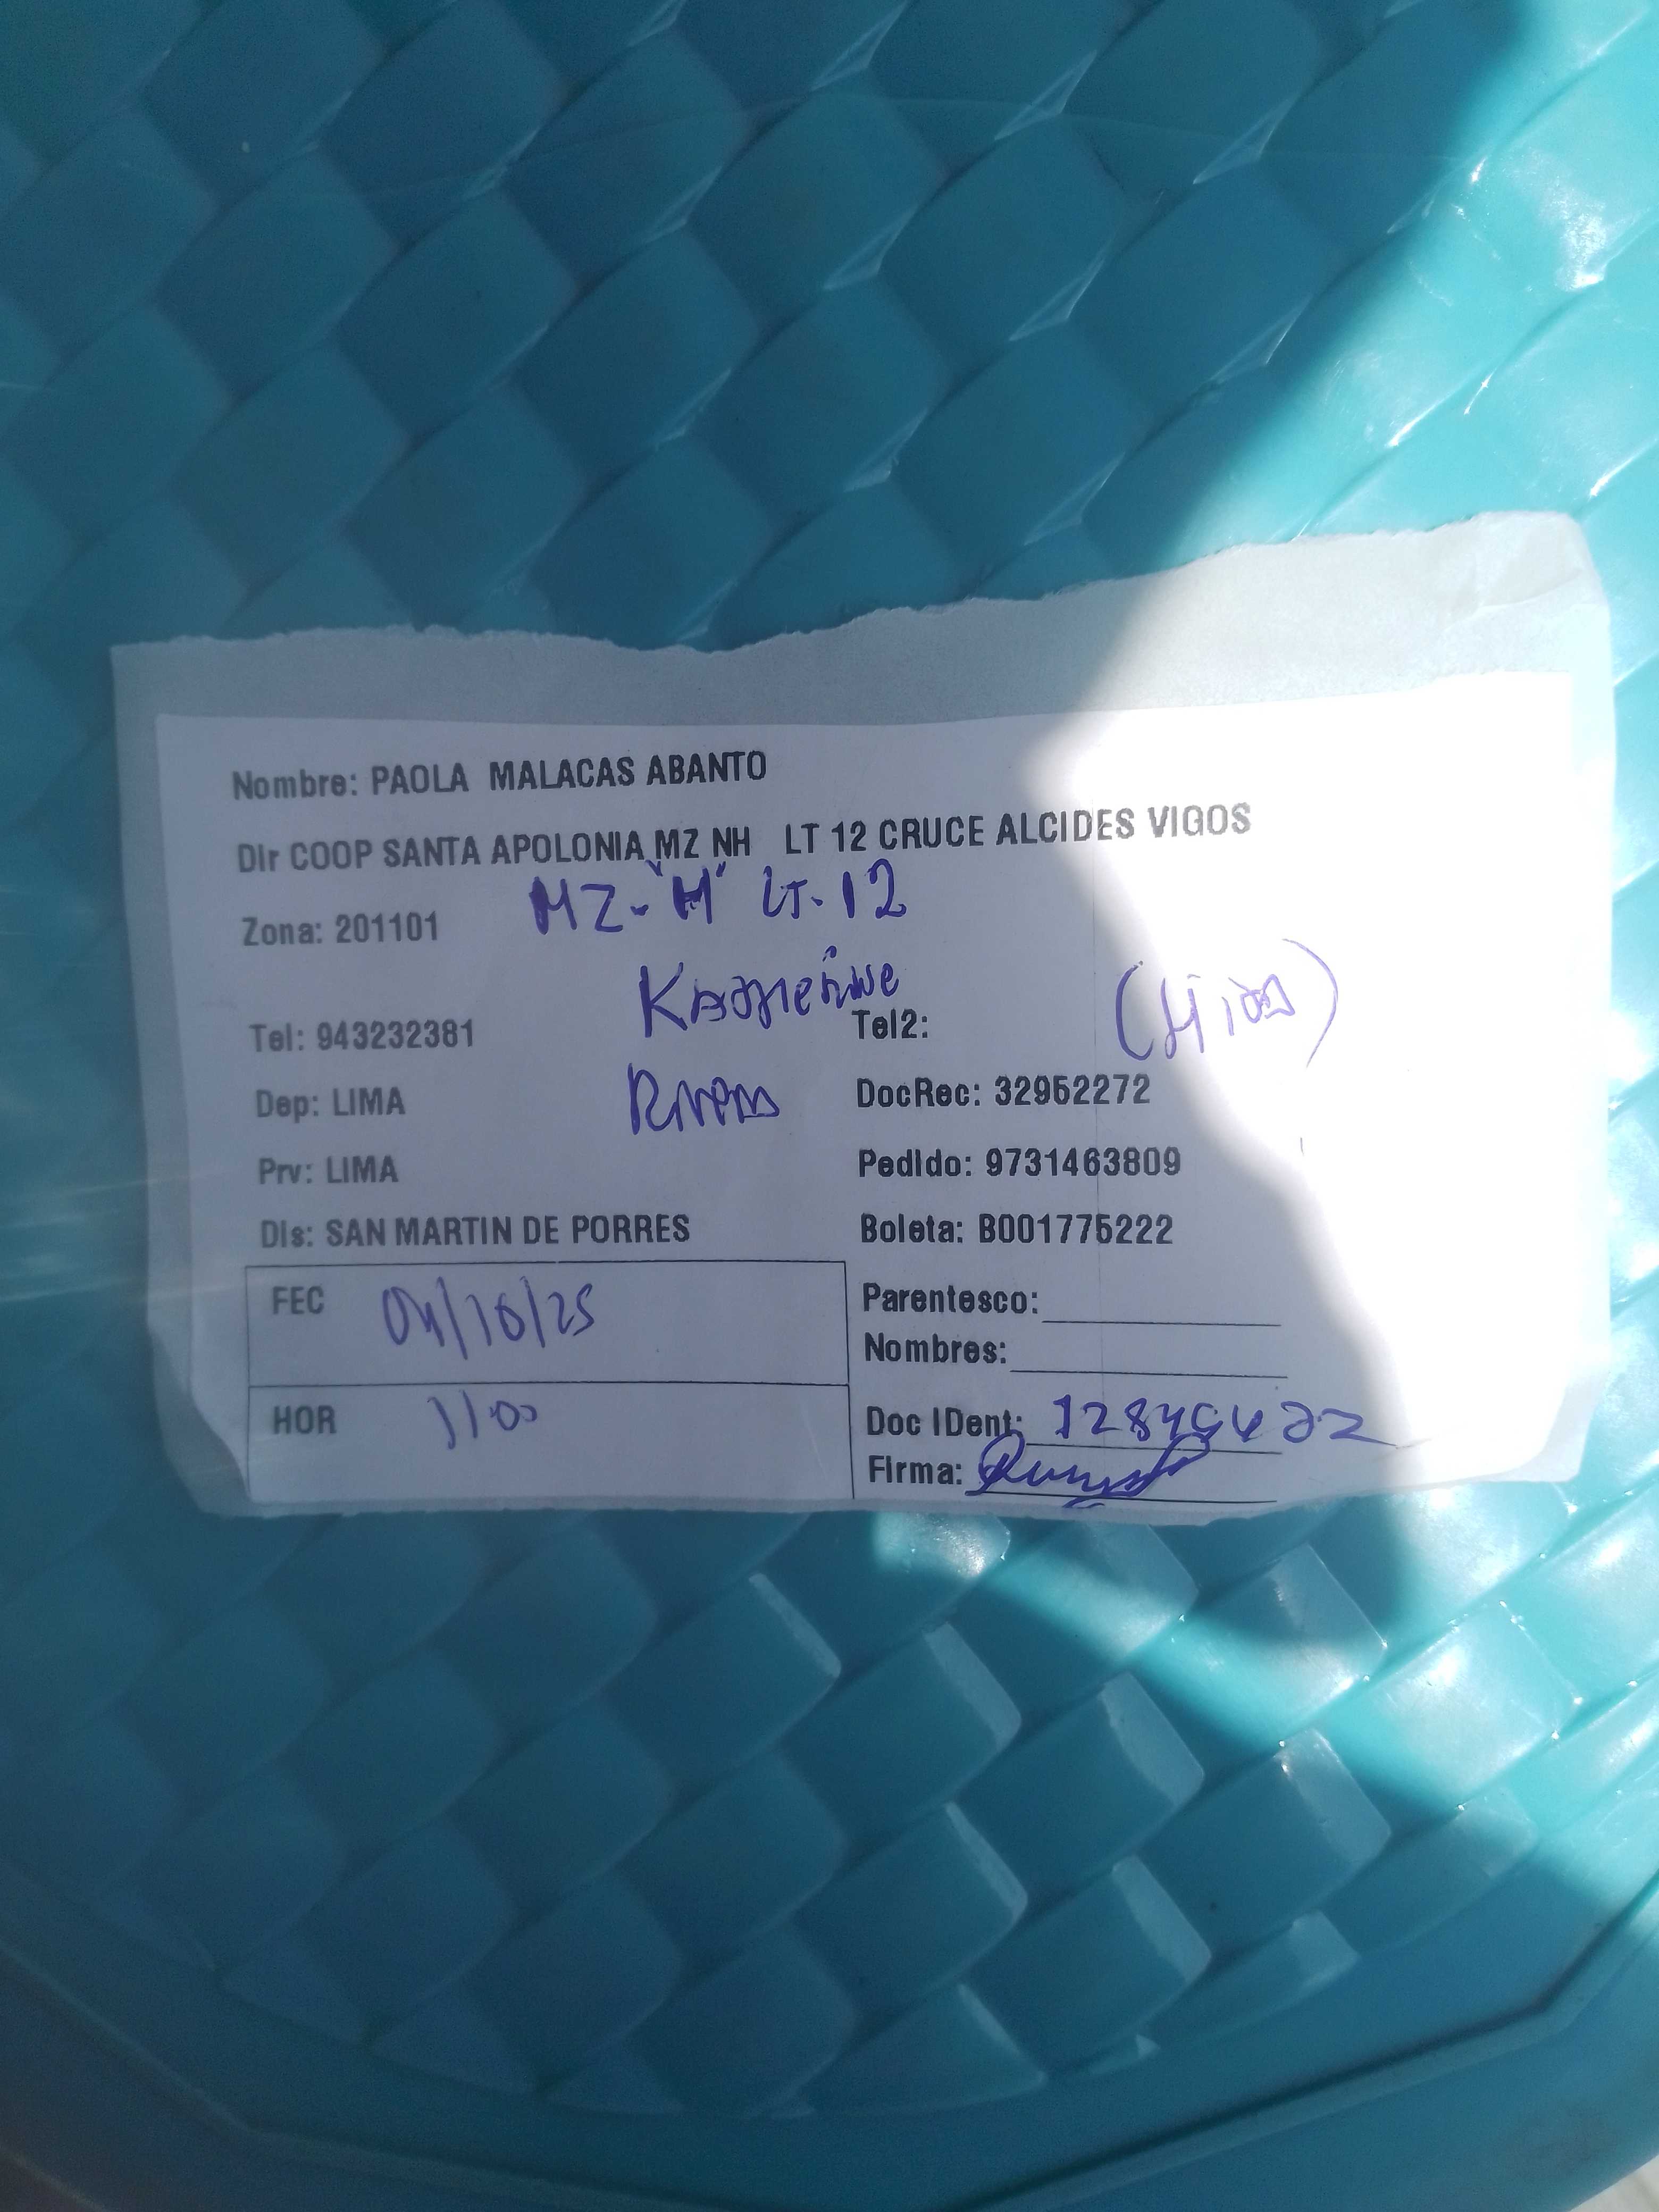 Nombre: PAOLA MALACAS ABANTO
Dir COOP SANTA APOLONIA MZ NH LT 12 CRUCE ALCIDES VIGOS
MZ-"M" LT-12
Zona: 201101
Tel: 943232381 Tel2:
Dep: LIMA DocRec: 32952272
Prv: LIMA Pedido: 9731463809
Dis: SAN MARTIN DE PORRES Boleta: B001775222
FEC 04/10/25 Parentesco:
Nombres:
HOR 11:00 Doc IDent:
Firma: